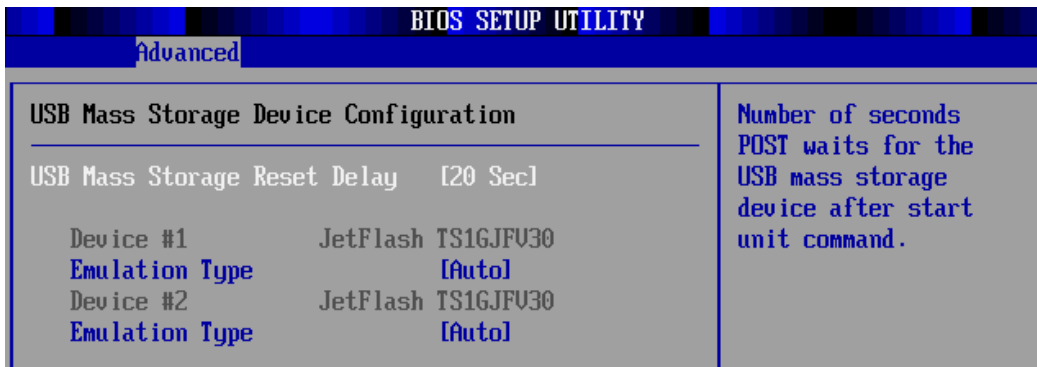 BIOS SETUP UTILITY
Advanced
USB Mass Storage Device Configuration
USB Mass Storage Reset Delay [20 Sec]
Device #1 JetFlash TS1GJFV30
Emulation Type [Auto]
Device #2 JetFlash TS1GJFV30
Emulation Type [Auto]
Number of seconds
POST waits for the
USB mass storage
device after start
unit command.